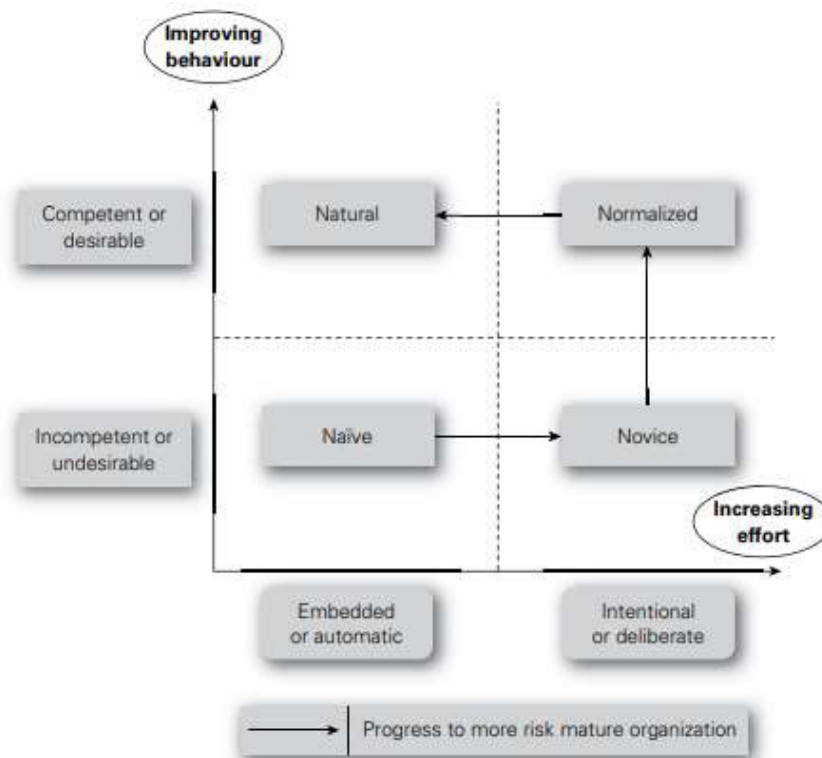 Improving
behaviour
Competent or
desirable
Natural
Normalized
Incompetent or
undesirable
Naïve
Novice
Increasing
effort
Embedded
or automatic
Intentional
or deliberate
Progress to more risk mature organization